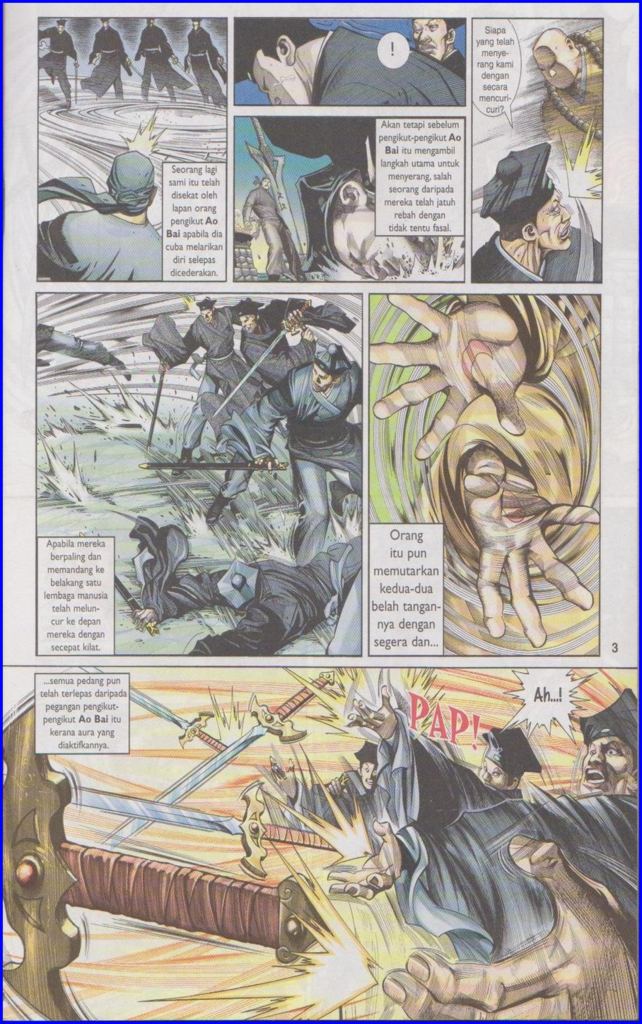 Seorang lagi
sami itu telah
disekat oleh
lapan orang
pengikut Ao
Bai apabila dia
cuba melarikan
diri selepas
dicederakan.
!
Akan tetapi sebelum
pengikut-pengikut Ao
Bai itu mengambil
langkah utama untuk
menyerang, salah
seorang daripada
mereka telah jatuh
rebah dengan
tidak tentu fasal.
Siapa
yang telah
menye-
rang kami
dengan
secara
mencuri-
curi?
Apabila mereka
berpaling dan
memandang ke
belakang satu
lembaga manusia
telah melun-
cur ke depan
mereka dengan
secepat kilat.
Orang
itu pun
memutarkan
kedua-dua
belah tangan-
nya dengan
segera dan...
3
...semua pedang pun
telah terlepas daripada
pegangan pengikut-
pengikut Ao Bai itu
kerana aura yang
diaktifkannya.
PAP!
Ah...!